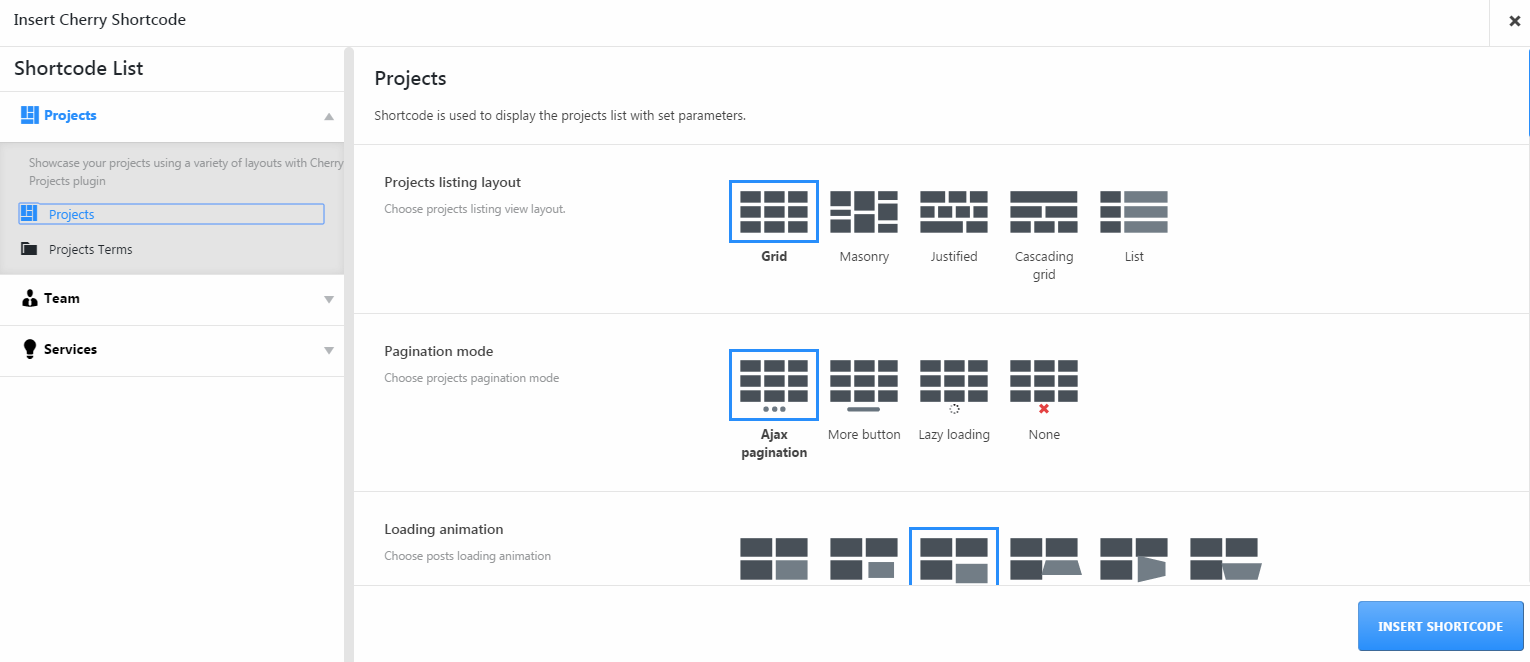 Insert Cherry Shortcode
Shortcode List
Projects
Showcase your projects using a variety of layouts with Cherry
Projects plugin
Projects
Projects Terms
Team
Services
Projects
Shortcode is used to display the projects list with set parameters.
Projects listing layout
Choose projects listing view layout.
Grid
Masonry
Justified
Cascading
grid
List
Pagination mode
Choose projects pagination mode
Ajax
pagination
More button
Lazy loading
None
Loading animation
Choose posts loading animation
INSERT SHORTCODE